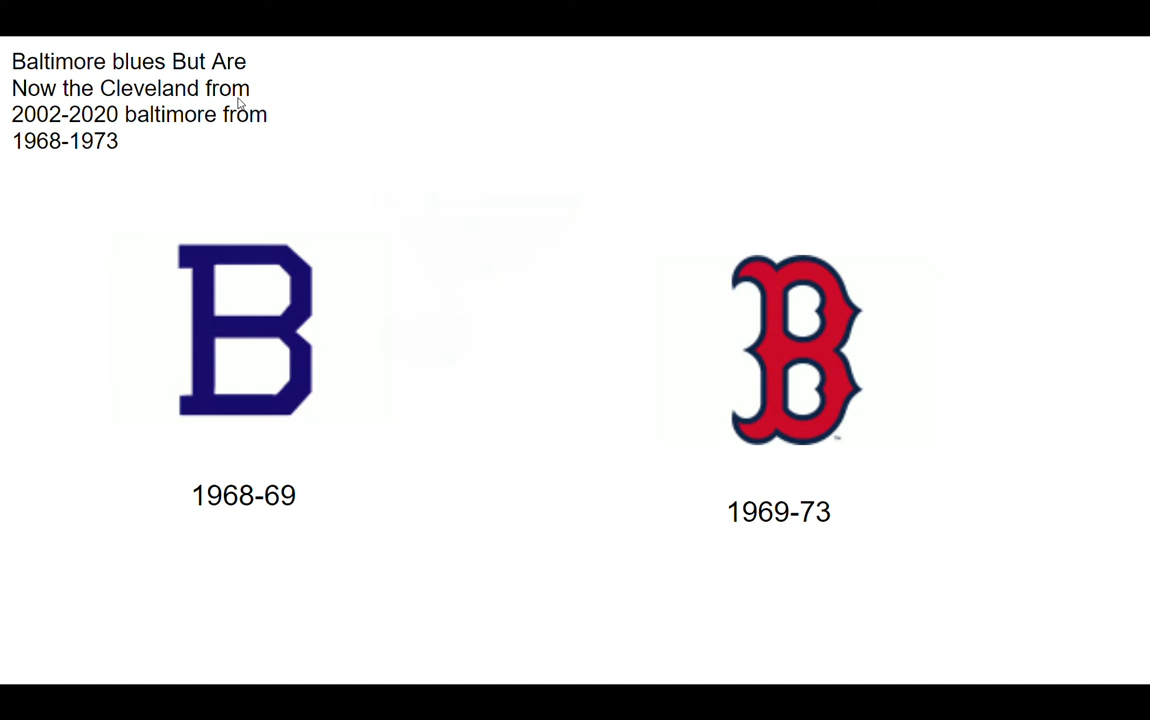 Baltimore blues But Are
Now the Cleveland from
2002-2020 baltimore from
1968-1973
B
B
1968-69
1969-73